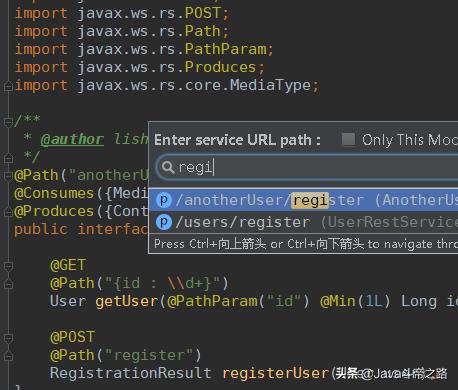 import javax.ws.rs.POST;
import javax.ws.rs.Path;
import javax.ws.rs.PathParam;
import javax.ws.rs.Produces;
import javax.ws.rs.core.MediaType;
/**
* @author lish
*/
@Path("anotherU
@Consumes({Medi
@Produces({Cont
public interfac
Enter service URL path :
Only This Mod
regi
p /anotherUser/register (AnotherUs
p /users/register (UserRestService
Press Ctrl+向上箭头 or Ctrl+向下箭头 to navigate thro
@GET
@Path("{id : \\d+}")
User getUser(@PathParam("id") @Min(1L) Long id
@POST
@Path("register")
RegistrationResult registerUser(
头条@Java斗帝之路
}